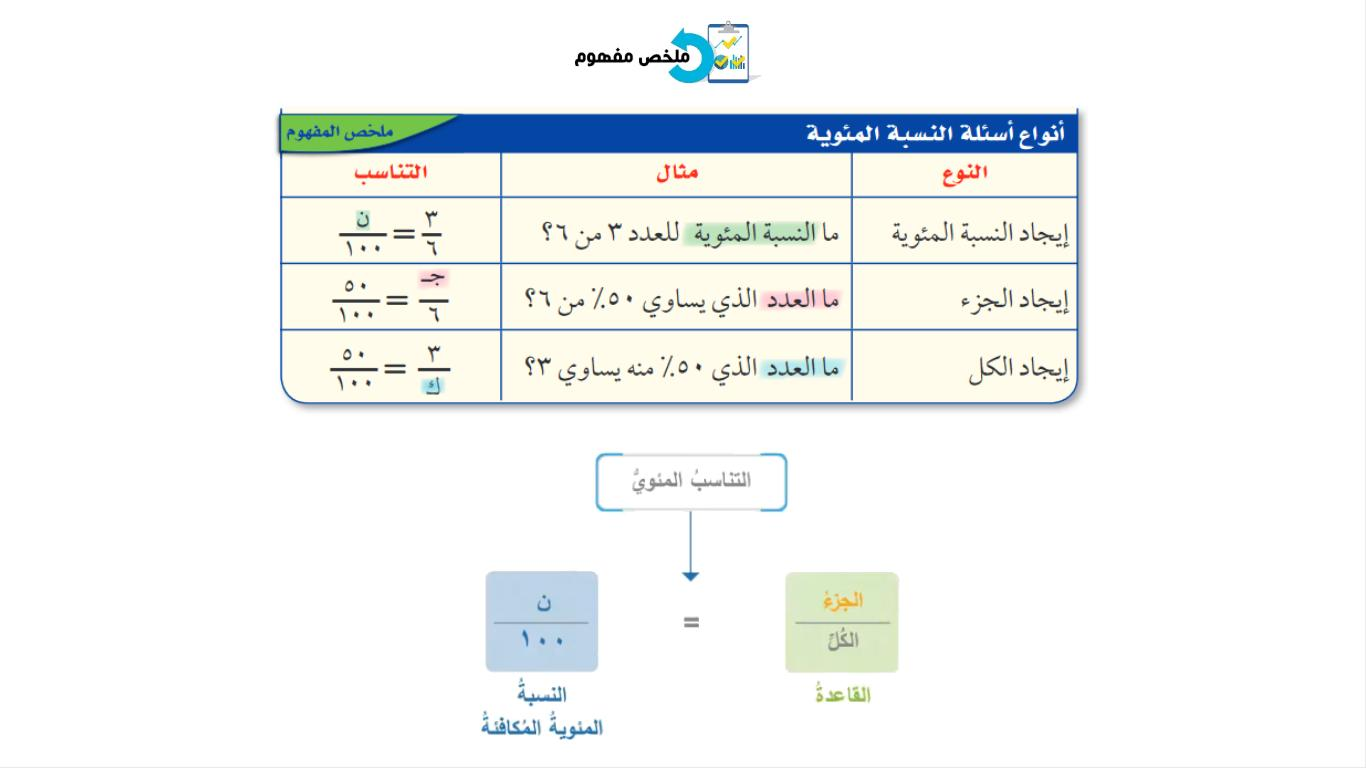 ملخص مفهوم
أنواع أسئلة النسبة المئوية
ملخص المفهوم
النوع مثال التناسب
إيجاد النسبة المئوية ما النسبة المئوية للعدد ٣ من ٦؟ ٣/٦ = ن/١٠٠
إيجاد الجزء ما العدد الذي يساوي ٥٠٪ من ٦؟ جـ/٦ = ٥٠/١٠٠
إيجاد الكل ما العدد الذي ٥٠٪ منه يساوي ٣؟ ٣/ك = ٥٠/١٠٠
التناسبُ المئويُّ
الجزءُ
الكُلِّ
=
ن
١٠٠
القاعدةُ
النسبةُ
المئويةُ المُكافئةُ